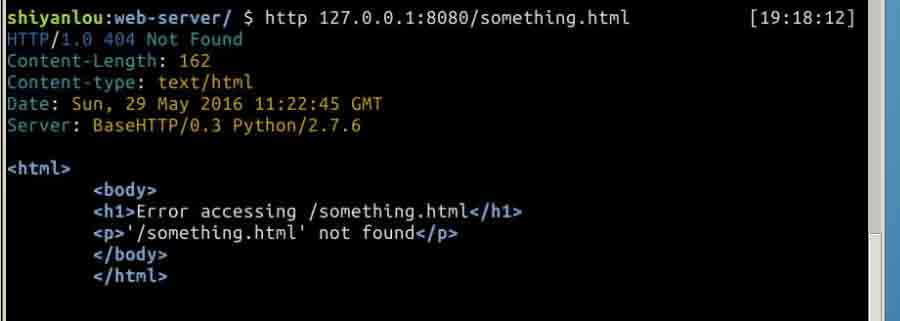 shiyanlou:web-server/ $ http 127.0.0.1:8080/something.html [19:18:12]
HTTP/1.0 404 Not Found
Content-Length: 162
Content-type: text/html
Date: Sun, 29 May 2016 11:22:45 GMT
Server: BaseHTTP/0.3 Python/2.7.6
<html>
<body>
<h1>Error accessing /something.html</h1>
<p>'/something.html' not found</p>
</body>
</html>